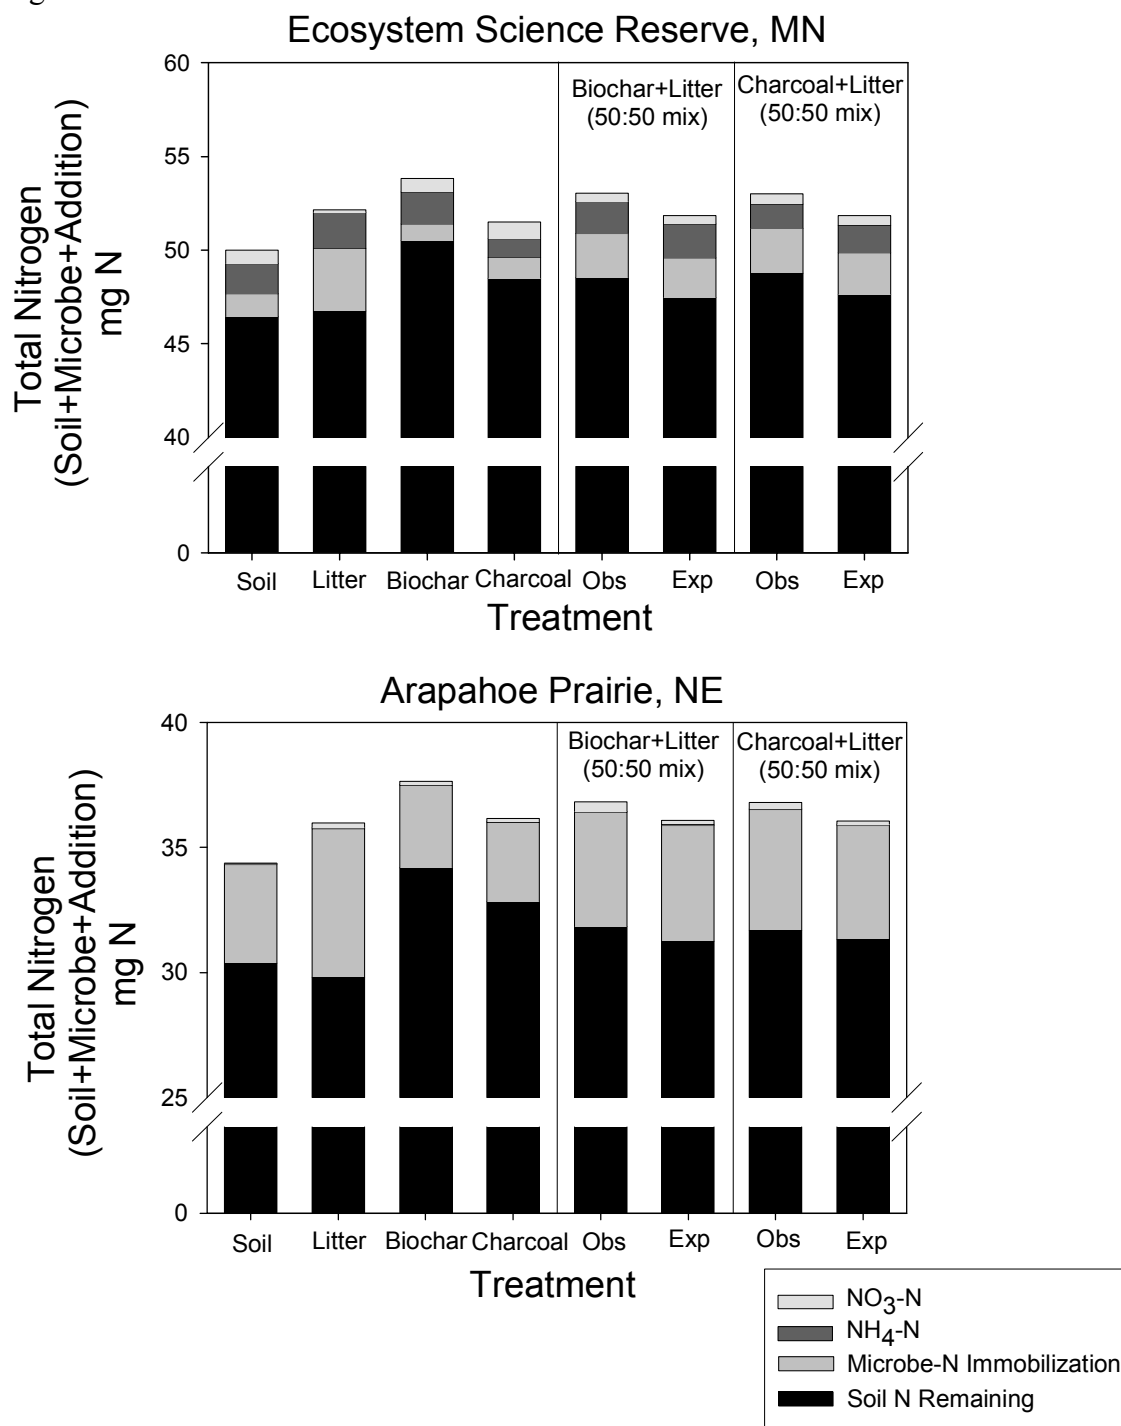 g
Ecosystem Science Reserve, MN
Total Nitrogen
(Soil+Microbe+Addition)
mg N
60
55
50
45
40
0
Biochar+Litter
(50:50 mix)
Charcoal+Litter
(50:50 mix)
Soil Litter Biochar Charcoal Obs Exp Obs Exp
Treatment
Arapahoe Prairie, NE
Total Nitrogen
(Soil+Microbe+Addition)
mg N
40
35
30
25
0
Biochar+Litter
(50:50 mix)
Charcoal+Litter
(50:50 mix)
Soil Litter Biochar Charcoal Obs Exp Obs Exp
Treatment
NO3-N
NH4-N
Microbe-N Immobilization
Soil N Remaining